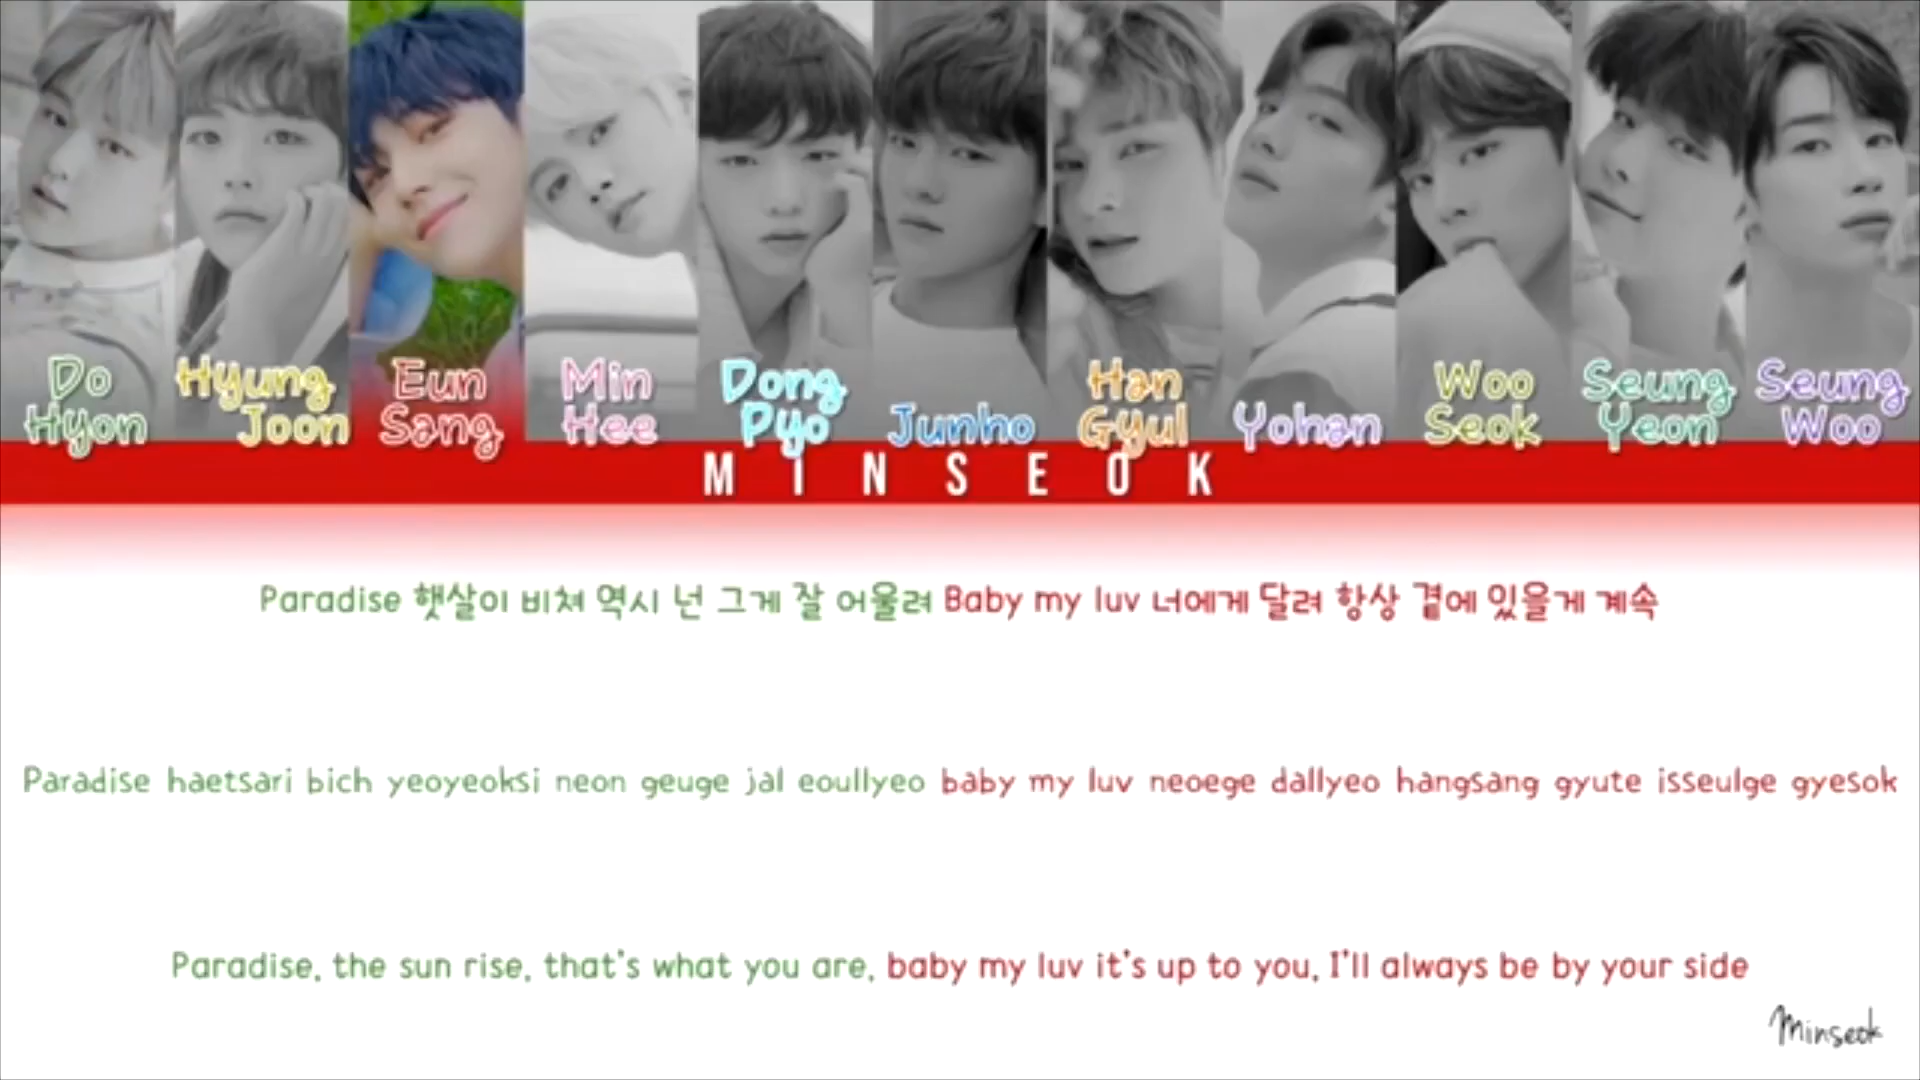 Do Hyon
Hyung Joon
Eun Sang
Min Hee
Dong Pyo
Junho
Han Gyul
Yohan
Woo Seok
Seung Yeon
Seung Woo
MINSEOK
Paradise 햇살이 비쳐 역시 넌 그게 잘 어울려 Baby my luv 너에게 달려 항상 곁에 있을게 계속
Paradise haetsari bich yeoyeoksi neon geuge jal eoullyeo baby my luv neoege dallyeo hangsang gyute isseulge gyesok
Paradise, the sun rise, that's what you are, baby my luv it's up to you, I'll always be by your side
Minseok